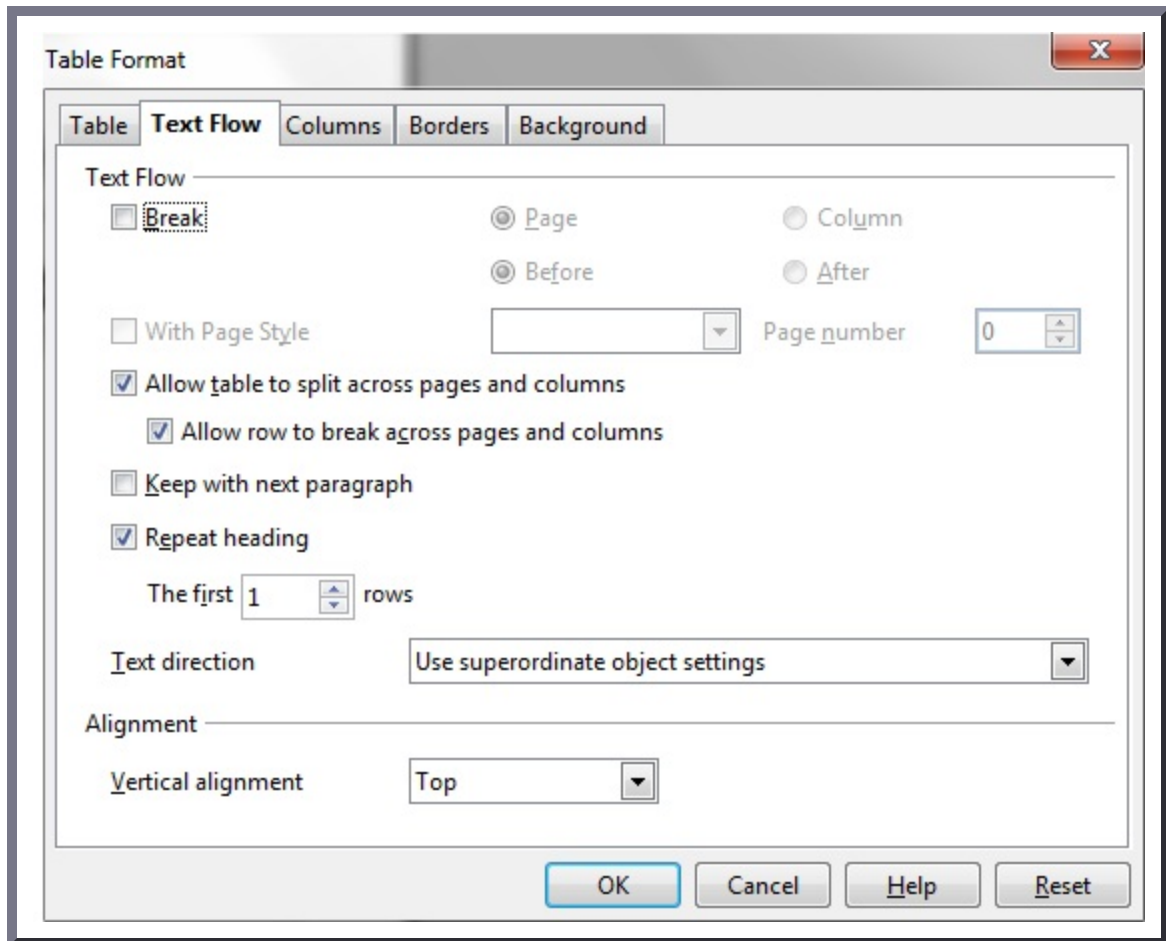 Table Format
x
Table Text Flow Columns Borders Background
Text Flow
Break Page Column
Before After
With Page Style Page number 0
Allow table to split across pages and columns
Allow row to break across pages and columns
Keep with next paragraph
Repeat heading
The first 1 rows
Text direction Use superordinate object settings
Alignment
Vertical alignment Top
OK Cancel Help Reset